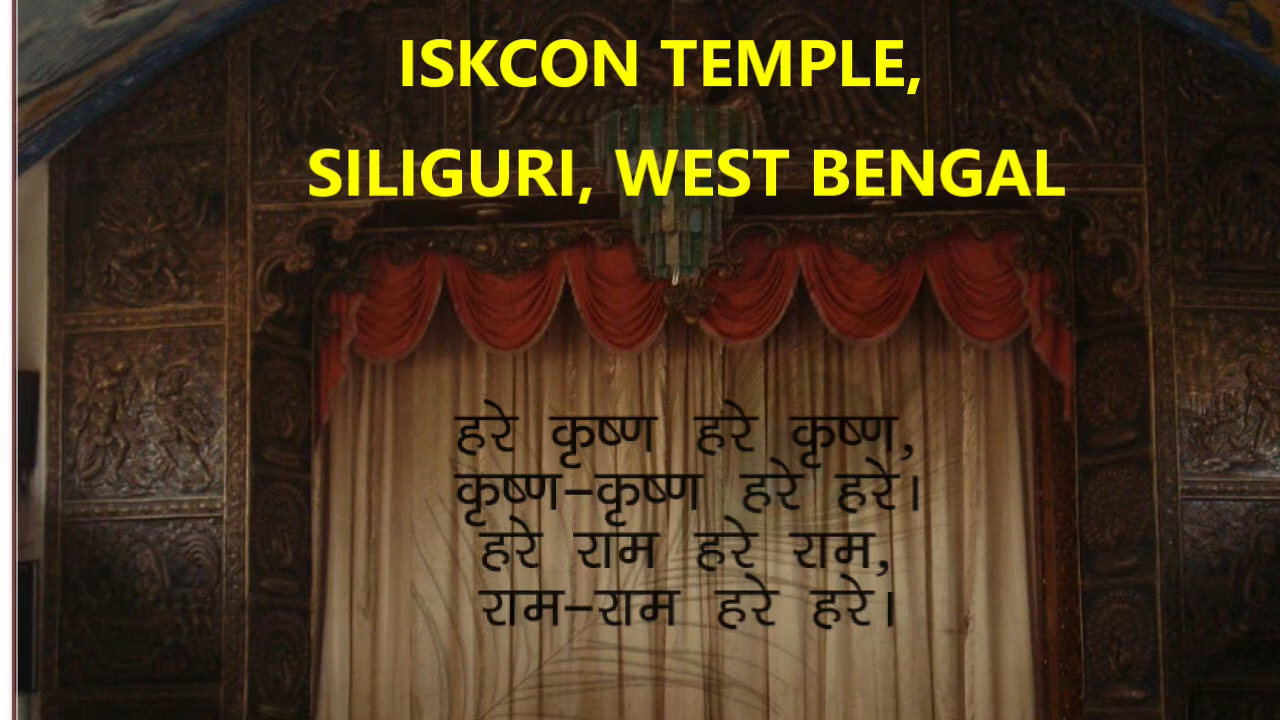 ISKCON TEMPLE,
SILIGURI, WEST BENGAL
हरे कृष्ण हरे कृष्ण,
कृष्ण-कृष्ण हरे हरे।
हरे राम हरे राम,
राम-राम हरे हरे।